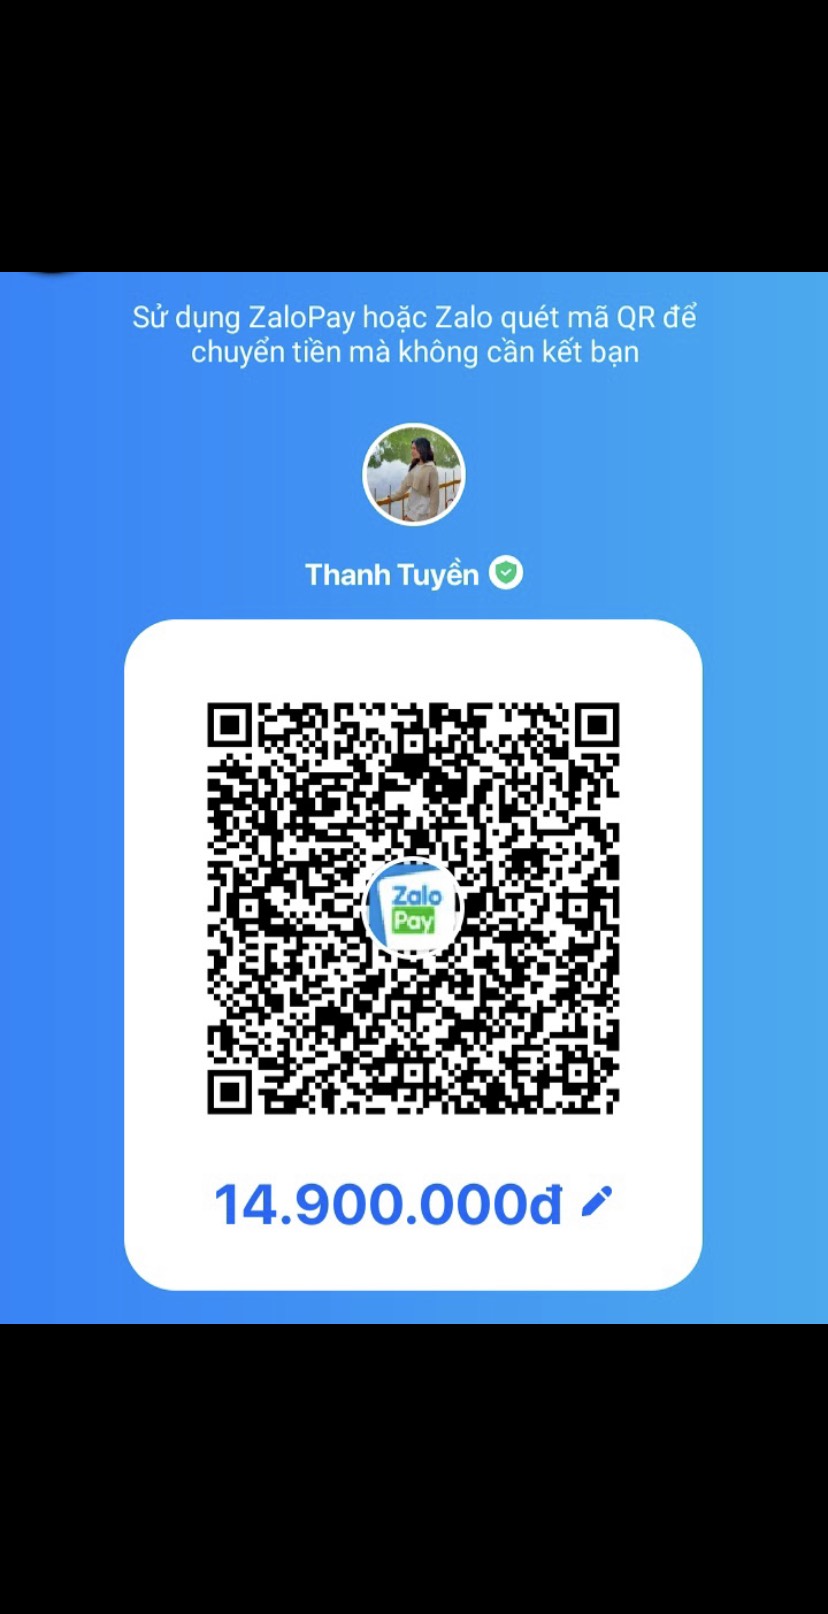 Sử dụng ZaloPay hoặc Zalo quét mã QR để
chuyển tiền mà không cần kết bạn
Thanh Tuyền
Zalo
Pay
14.900.000đ